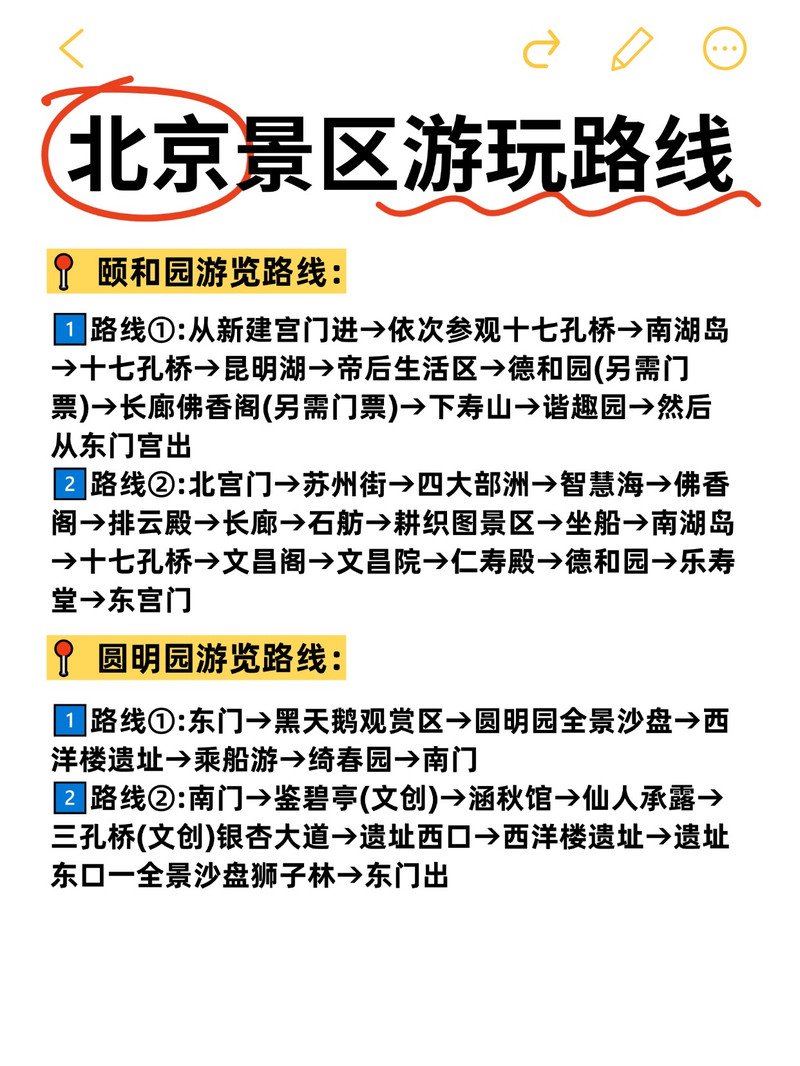 北京景区游玩路线
颐和园游览路线：
1路线①:从新建宫门进→依次参观十七孔桥→南湖岛
→十七孔桥→昆明湖→帝后生活区→德和园(另需门
票)→长廊佛香阁(另需门票)→下寿山→谐趣园→然后
从东门宫出
2路线②:北宫门→苏州街→四大部洲→智慧海→佛香
阁→排云殿→长廊→石舫→耕织图景区→坐船→南湖岛
→十七孔桥→文昌阁→文昌院→仁寿殿→德和园→乐寿
堂→东宫门
圆明园游览路线：
1路线①:东门→黑天鹅观赏区→圆明园全景沙盘→西
洋楼遗址→乘船游→绮春园→南门
2路线②:南门→鉴碧亭(文创)→涵秋馆→仙人承露→
三孔桥(文创)银杏大道→遗址西口→西洋楼遗址→遗址
东口一全景沙盘狮子林→东门出